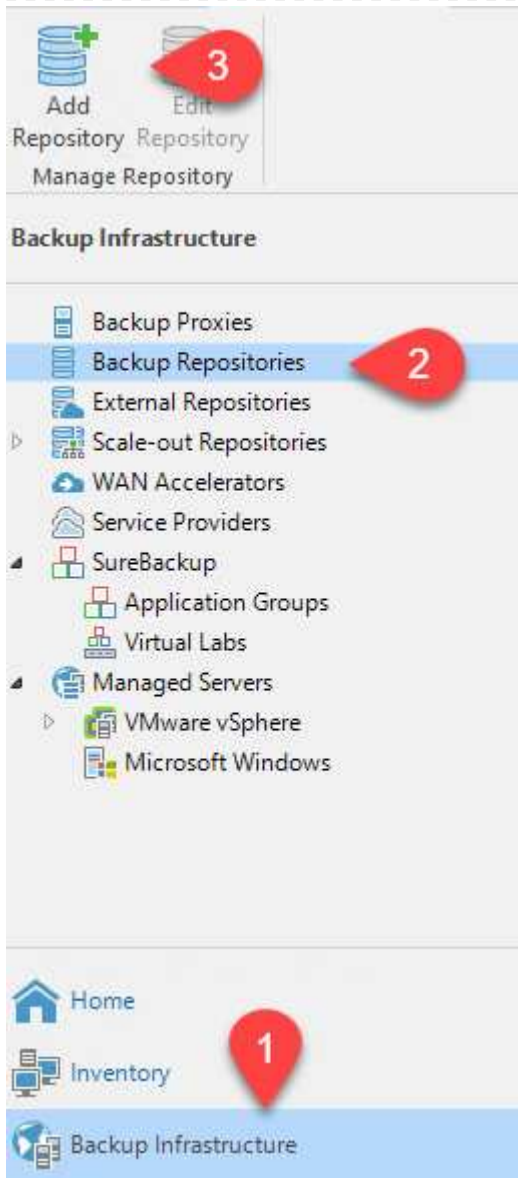 3
Add Edit
Repository Repository
Manage Repository
Backup Infrastructure
Backup Proxies
Backup Repositories
2
External Repositories
Scale-out Repositories
WAN Accelerators
Service Providers
SureBackup
Application Groups
Virtual Labs
Managed Servers
VMware vSphere
Microsoft Windows
Home
1
Inventory
Backup Infrastructure